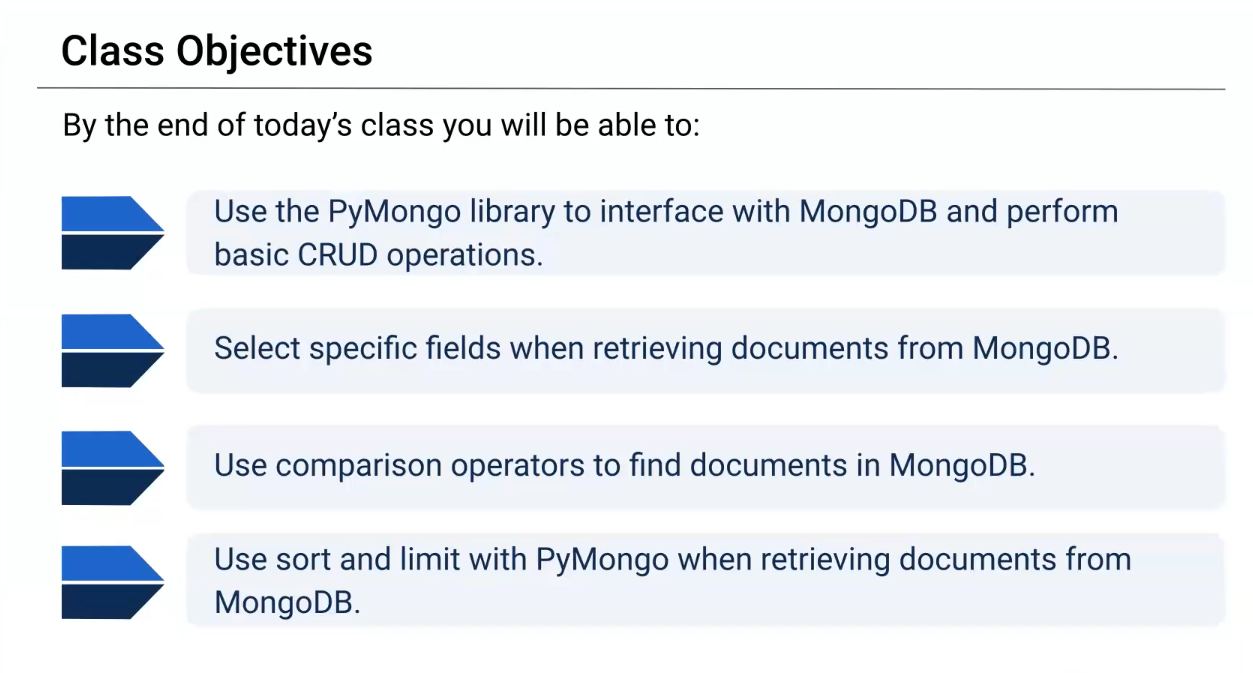 Class Objectives
By the end of today’s class you will be able to:
Use the PyMongo library to interface with MongoDB and perform
basic CRUD operations.
Select specific fields when retrieving documents from MongoDB.
Use comparison operators to find documents in MongoDB.
Use sort and limit with PyMongo when retrieving documents from
MongoDB.